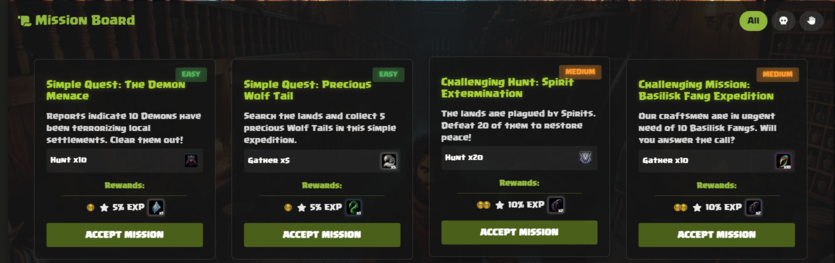 Mission Board
All
EASY
Simple Quest: The Demon
Menace
Reports indicate 10 Demons have
been terrorizing local
settlements. Clear them out!
Hunt x10
Rewards:
5% EXP
ACCEPT MISSION
EASY
Simple Quest: Precious
Wolf Tail
Search the lands and collect 5
precious Wolf Tails in this simple
expedition.
Gather x5
Rewards:
5% EXP
ACCEPT MISSION
MEDIUM
Challenging Hunt: Spirit
Extermination
The lands are plagued by Spirits.
Defeat 20 of them to restore
peace!
Hunt x20
Rewards:
10% EXP
ACCEPT MISSION
MEDIUM
Challenging Mission:
Basilisk Fang Expedition
Our craftsmen are in urgent
need of 10 Basilisk Fangs. Will
you answer the call?
Gather x10
Rewards:
10% EXP
ACCEPT MISSION